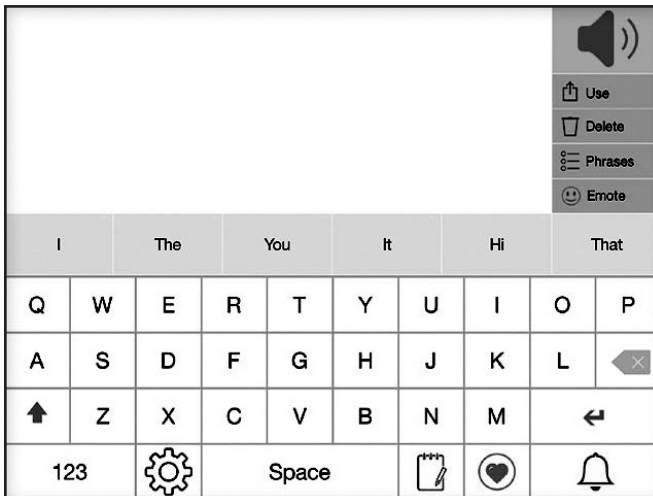 Use
Delete
Phrases
Emote
I The You It Hi That
Q W E R T Y U I O P
A S D F G H J K L
Z X C V B N M
123 Space